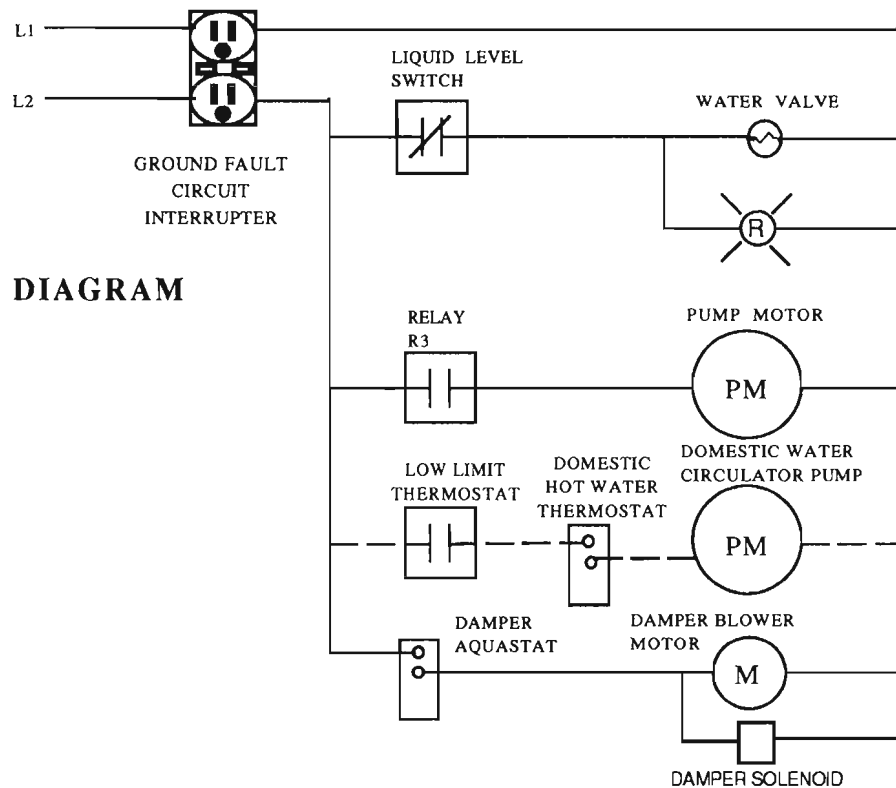 L1
L2
GROUND FAULT
CIRCUIT
INTERRUPTER
LIQUID LEVEL
SWITCH
WATER VALVE
R
DIAGRAM
RELAY
R3
PUMP MOTOR
PM
LOW LIMIT
THERMOSTAT
DOMESTIC
HOT WATER
THERMOSTAT
DOMESTIC WATER
CIRCULATOR PUMP
PM
DAMPER
AQUASTAT
DAMPER BLOWER
MOTOR
M
DAMPER SOLENOID